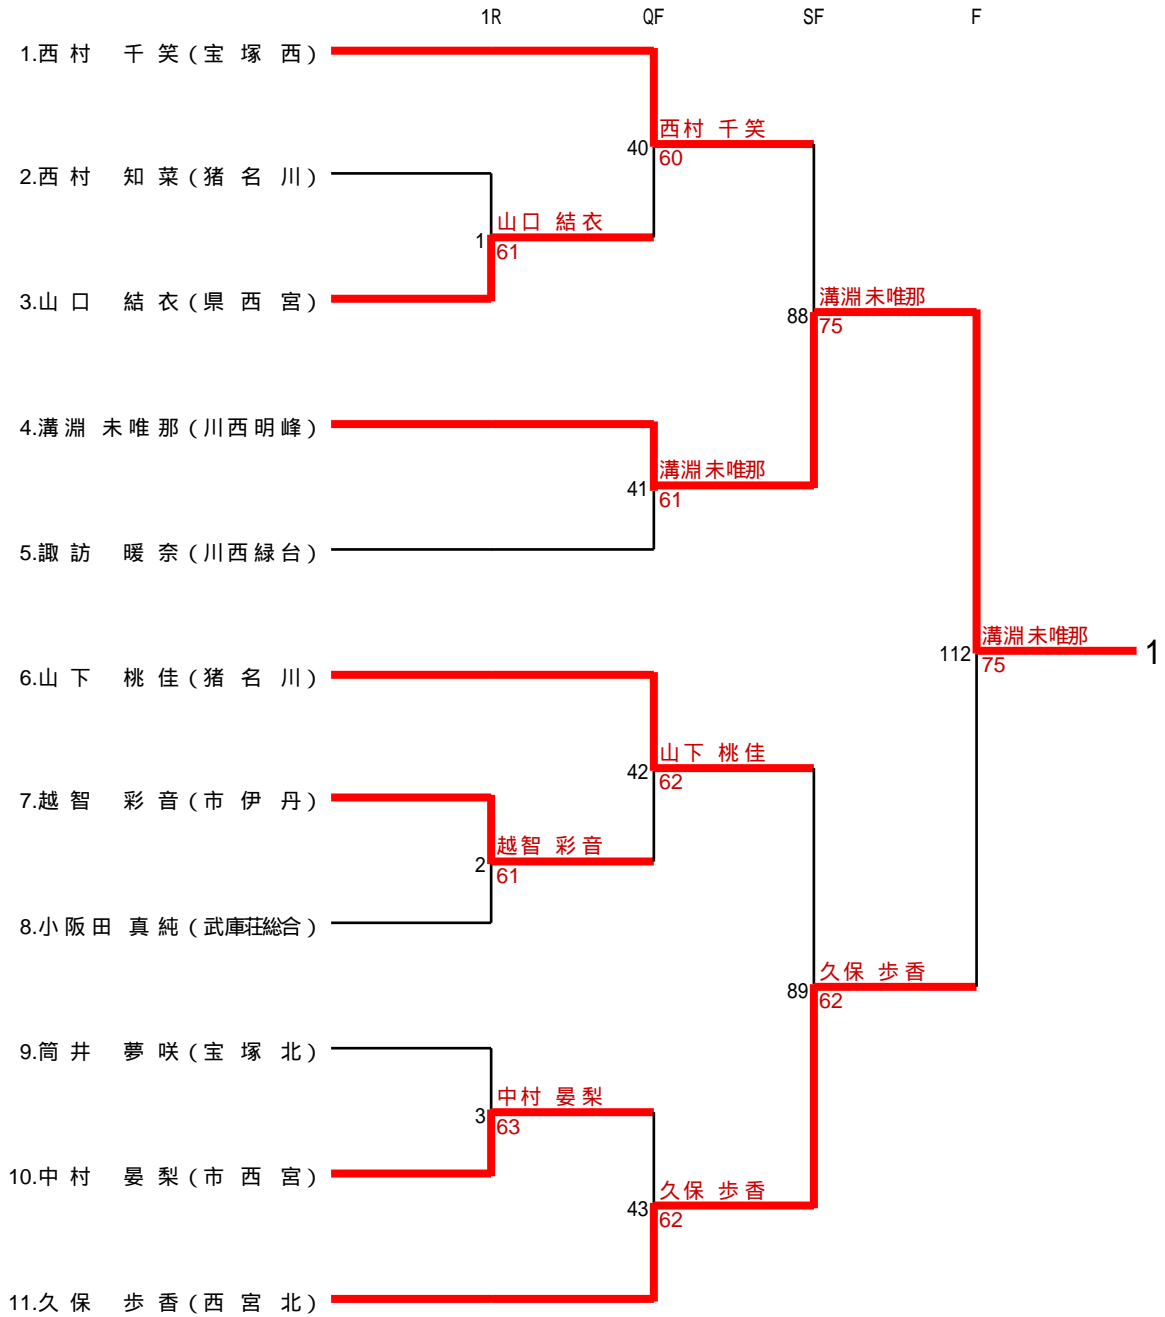 1R QF SF F
1.西村 千笑(宝塚西)
西村 千笑
40
60
2.西村 知菜(猪名川)
山口 結衣
1
61
3.山口 結衣(県西宮)
溝淵 未唯那
88
75
4.溝淵 未唯那(川西明峰)
溝淵 未唯那
41
61
5.諏訪 暖奈(川西緑台)
溝淵 未唯那
112
75
1
6.山下 桃佳(猪名川)
山下 桃佳
42
62
7.越智 彩音(市伊丹)
越智 彩音
2
61
8.小阪田 真純(武庫荘総合)
久保 歩香
89
62
9.筒井 夢咲(宝塚北)
中村 晏梨
3
63
10.中村 晏梨(市西宮)
久保 歩香
43
62
11.久保 歩香(西宮北)